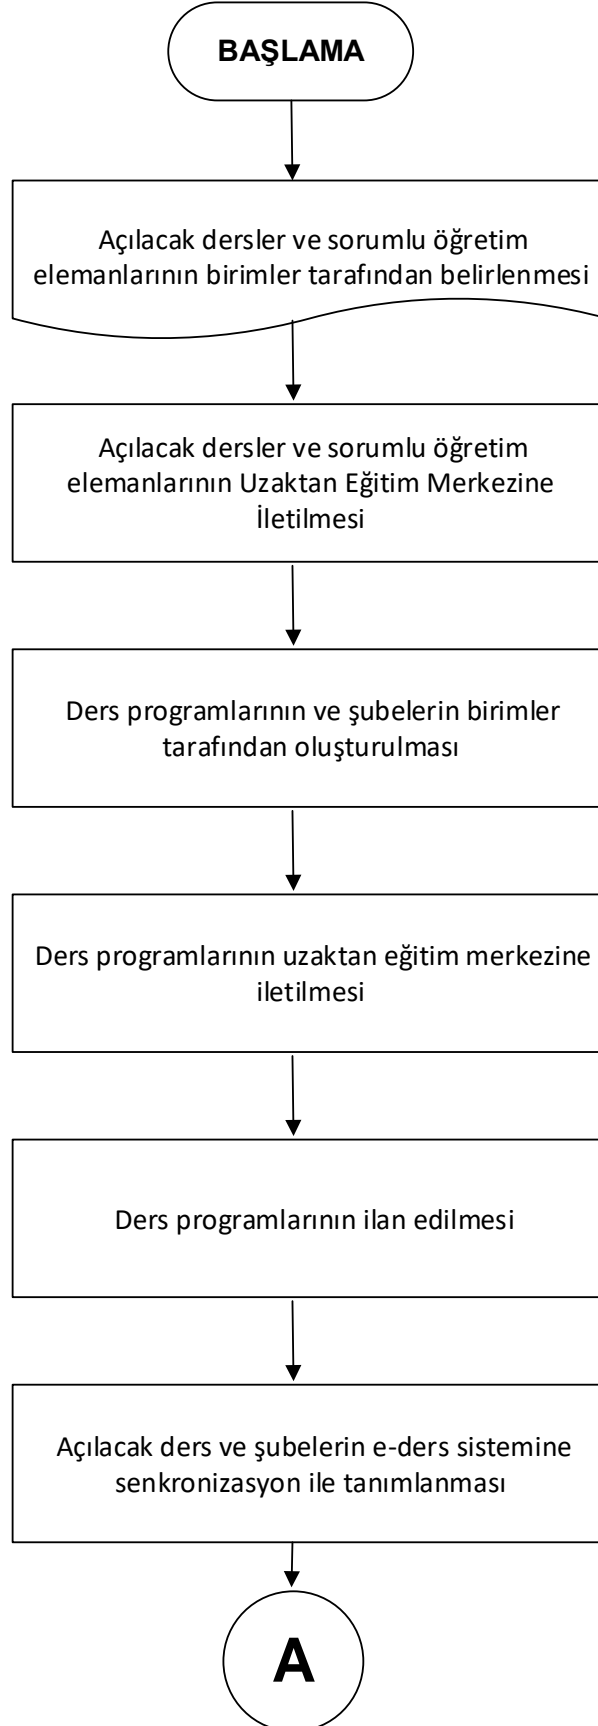 BAŞLAMA
Açılacak dersler ve sorumlu öğretim
elemanlarının birimler tarafından belirlenmesi
Açılacak dersler ve sorumlu öğretim
elemanlarının Uzaktan Eğitim Merkezine
İletilmesi
Ders programlarının ve şubelerin birimler
tarafından oluşturulması
Ders programlarının uzaktan eğitim merkezine
iletilmesi
Ders programlarının ilan edilmesi
Açılacak ders ve şubelerin e-ders sistemine
senkronizasyon ile tanımlanması
A